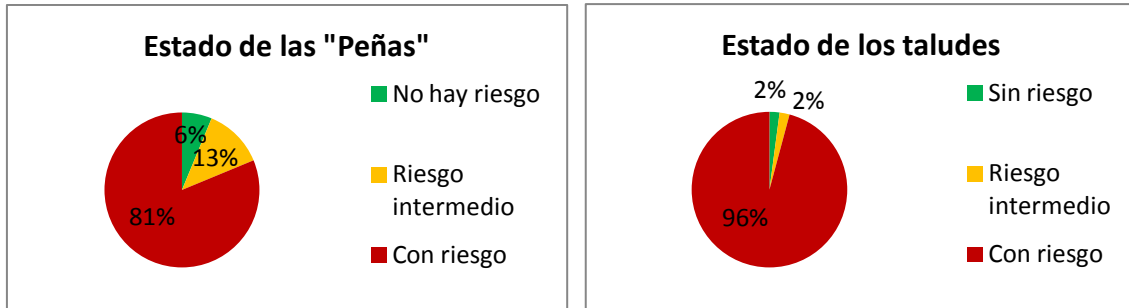 Estado de las "Peñas"
No hay riesgo
6%
13%
Riesgo
intermedio
81%
Con riesgo
Estado de los taludes
2%
2%
Sin riesgo
Riesgo
intermedio
96%
Con riesgo